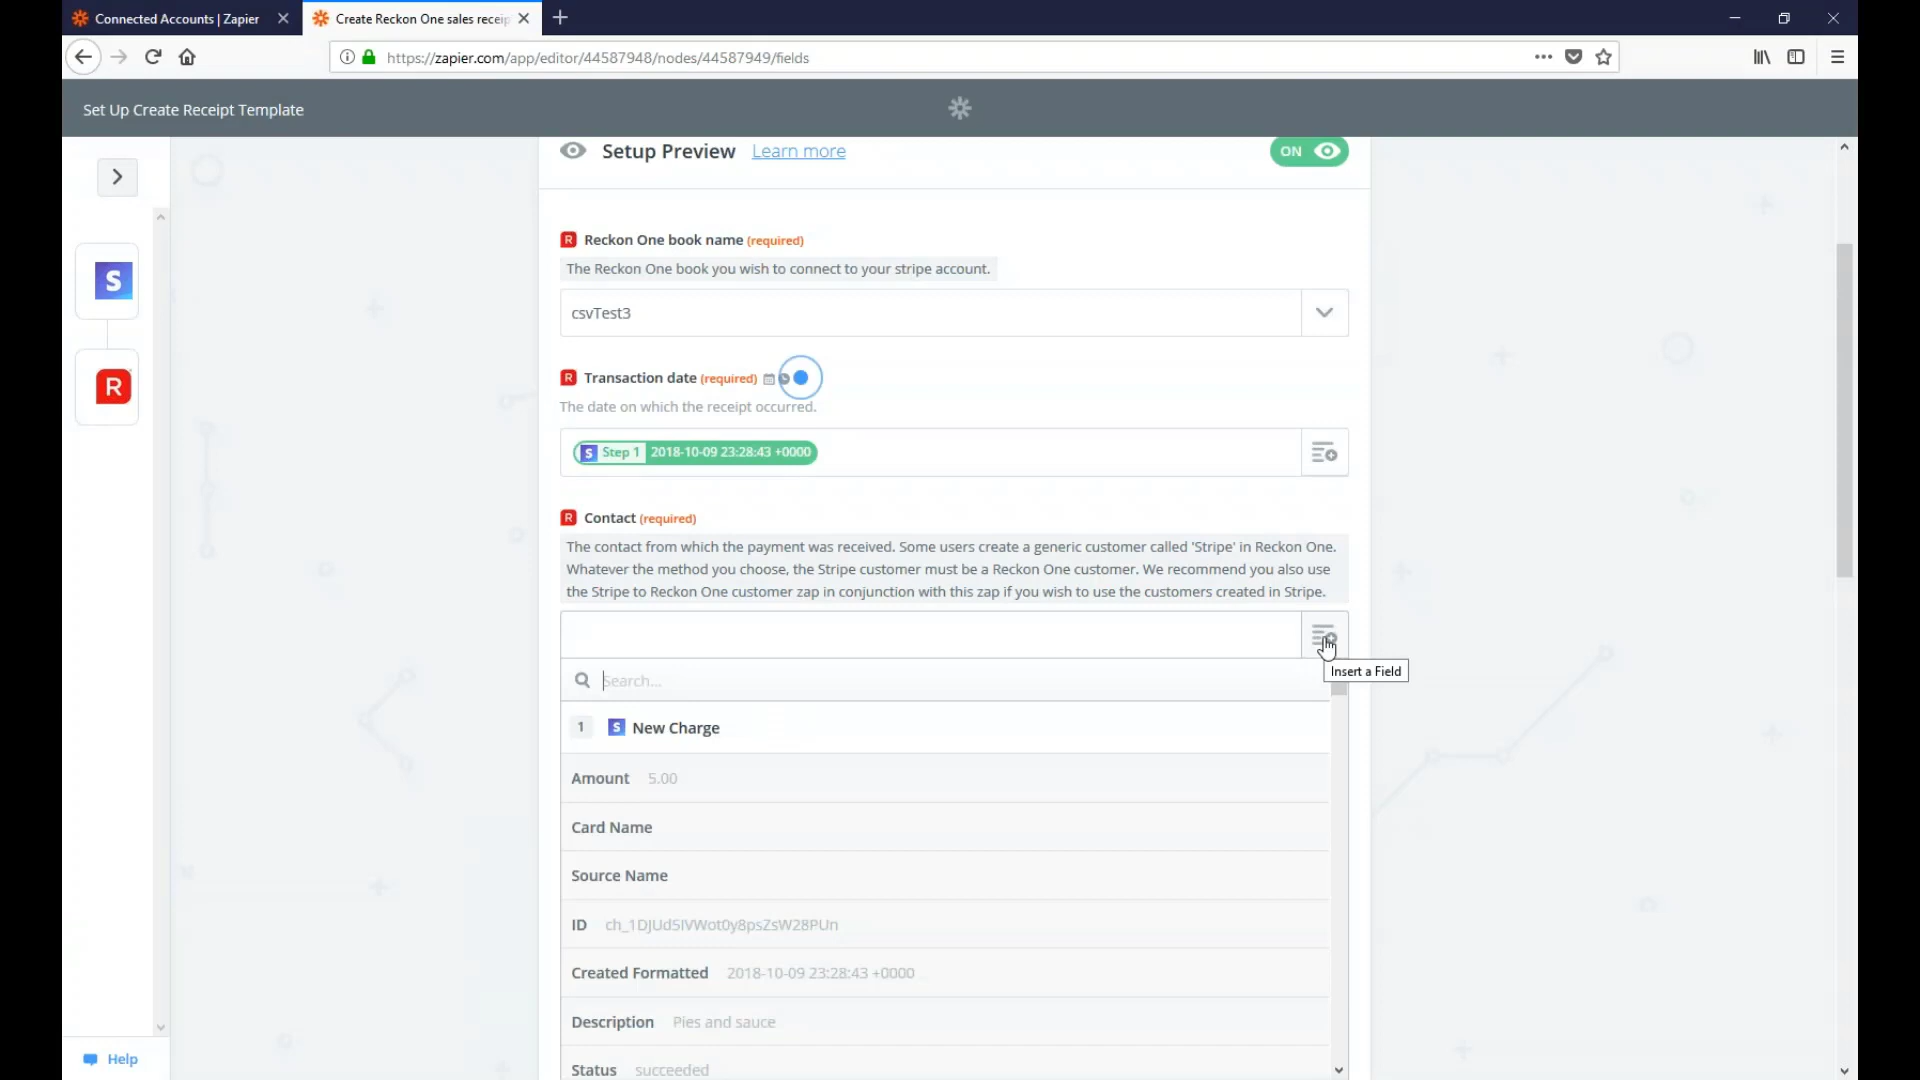 Connected Accounts | Zapier
Create Reckon One sales receip
https://zapier.com/app/editor/44587948/nodes/44587949/fields
Set Up Create Receipt Template
Setup Preview Learn more ON
R Reckon One book name (required)
The Reckon One book you wish to connect to your stripe account.
csvTest3
S
R
R Transaction date (required)
The date on which the receipt occurred.
S Step 1 2018-10-09 23:28:43 +0000
R Contact (required)
The contact from which the payment was received. Some users create a generic customer called 'Stripe' in Reckon One.
Whatever the method you choose, the Stripe customer must be a Reckon One customer. We recommend you also use
the Stripe to Reckon One customer zap in conjunction with this zap if you wish to use the customers created in Stripe.
Insert a Field
Search...
1 S New Charge
Amount 5.00
Card Name
Source Name
ID ch_1DJUd5IVWot0y8psZsW28PUn
Created Formatted 2018-10-09 23:28:43 +0000
Description Pies and sauce
Status succeeded
Help